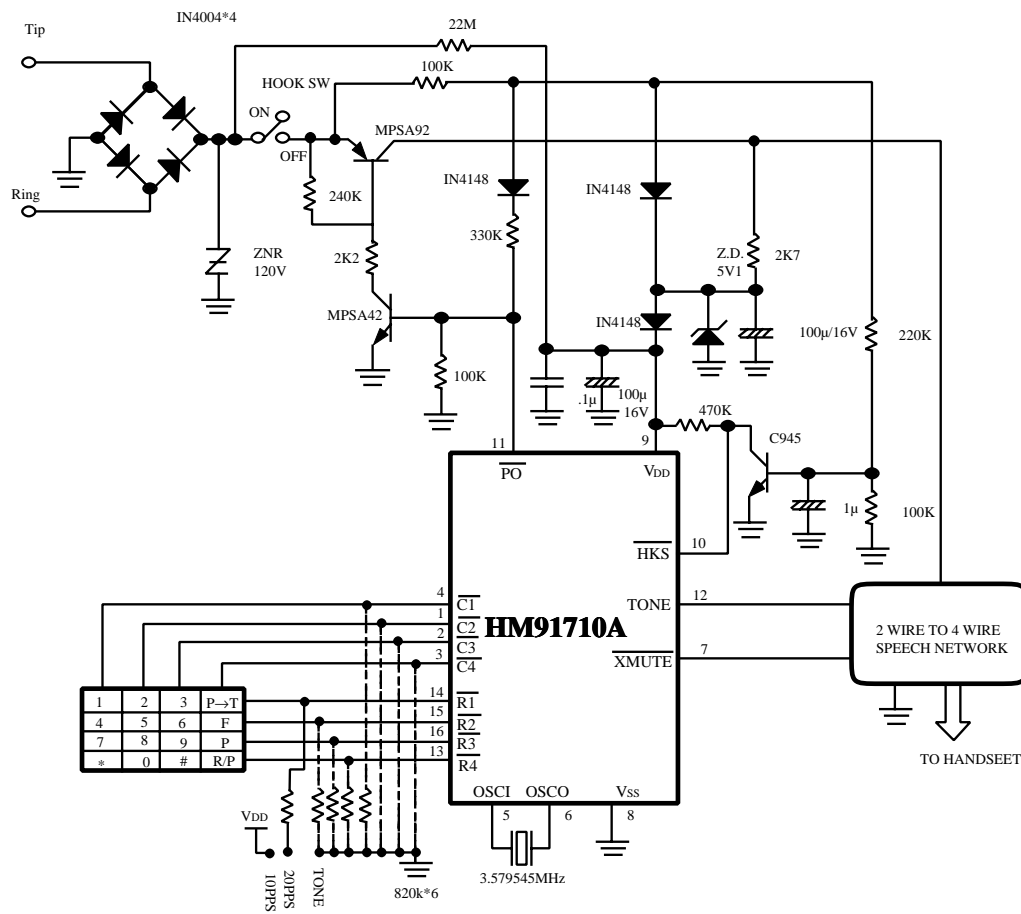 IN4004*4
Tip
22M
100K
HOOK SW
ON
OFF
MPSA92
Ring
240K
IN4148
IN4148
330K
Z.D.
5V1
2K7
ZNR
120V
2K2
MPSA42
IN4148
100µ/16V
220K
100K
.1µ
100µ
16V
470K
C945
11
9
PO
VDD
1µ
100K
HKS
10
4
C1
TONE
12
1
C2
2
C3
HM91710A
3
C4
XMUTE
7
2 WIRE TO 4 WIRE
SPEECH NETWORK
1 2 3 P→T
14
R1
4 5 6 F
15
R2
7 8 9 P
16
R3
* 0 # R/P
13
R4
TO HANDSEET
OSCI OSCO VSS
5 6 8
VDD
10PPS
20PPS
TONE
820k*6
3.579545MHz